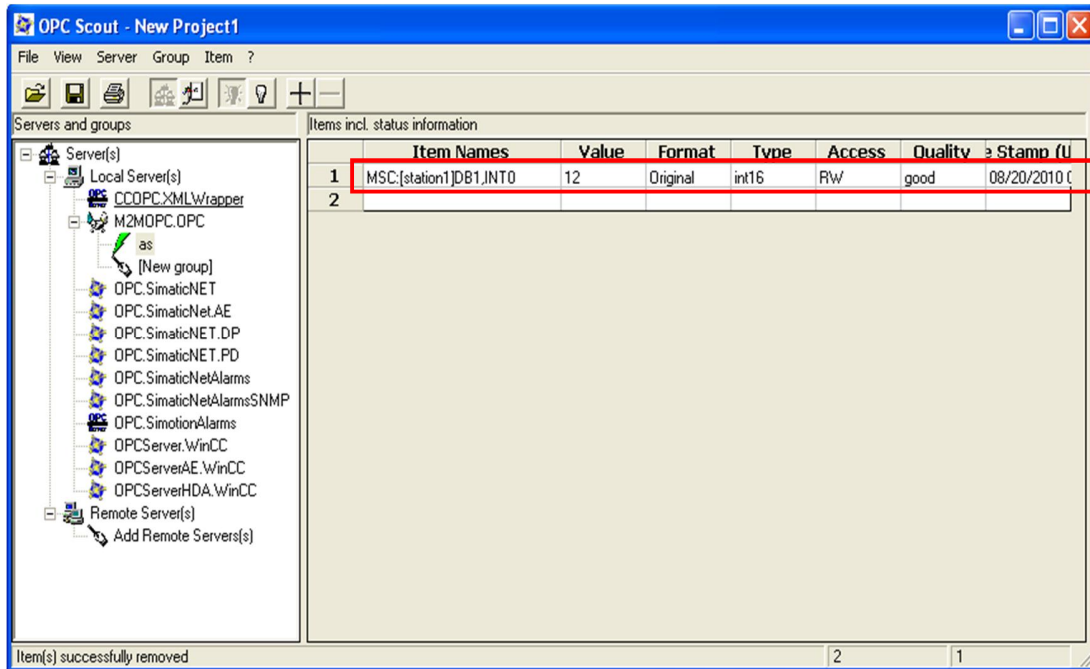 OPC Scout - New Project1
File View Server Group Item ?
Servers and groups
Items incl. status information
Server(s)
Local Server(s)
CCOPC.XMLWrapper
M2MOPC.OPC
as
[New group]
OPC.SimaticNET
OPC.SimaticNet.AE
OPC.SimaticNET.DP
OPC.SimaticNET.PD
OPC.SimaticNetAlarms
OPC.SimaticNetAlarmsSNMP
OPC.SimotionAlarms
OPCServer.WinCC
OPCServerAE.WinCC
OPCServerHDA.WinCC
Remote Server(s)
Add Remote Servers(s)
Item Names Value Format Type Access Quality e Stamp (U
1 MSC:[station1]DB1,INT0 12 Original int16 RW good 08/20/2010
2
Item(s) successfully removed 2 1